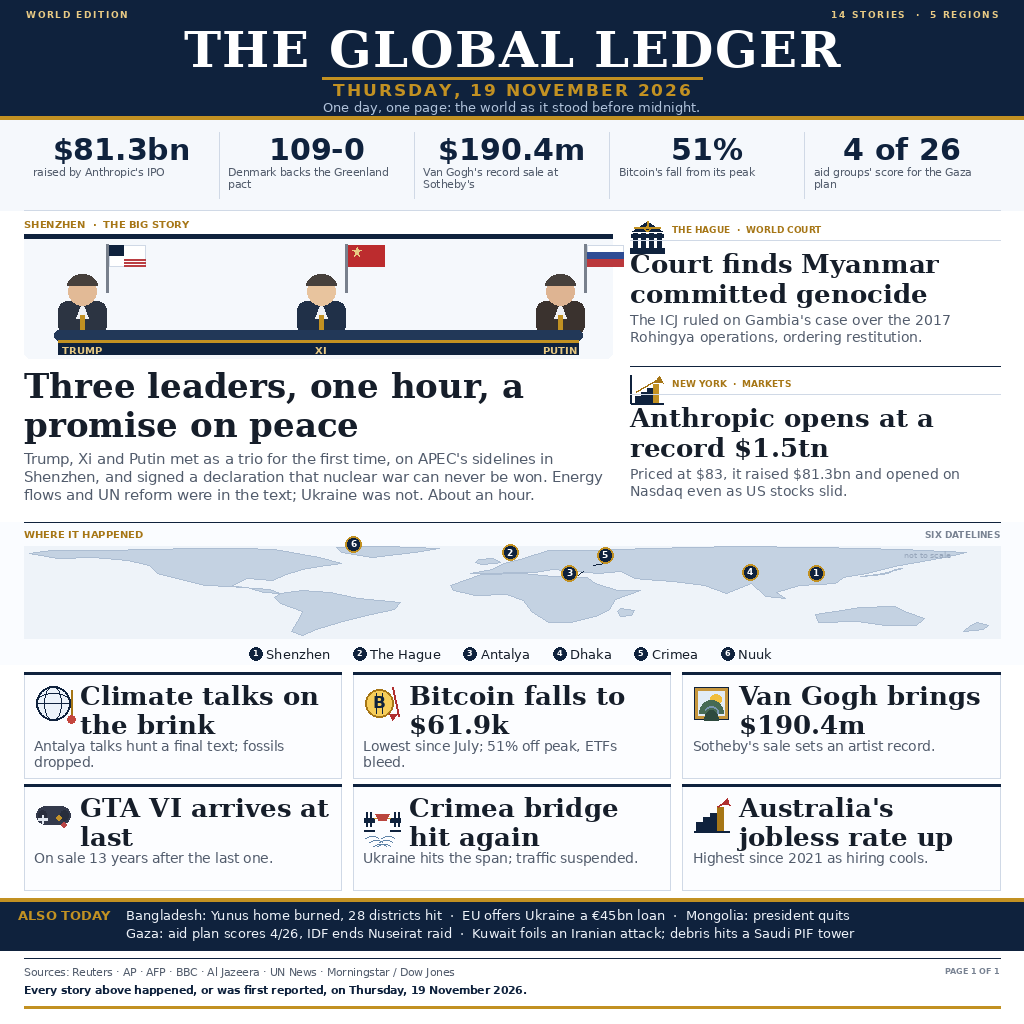 WORLD EDITION
14 STORIES · 5 REGIONS
THE GLOBAL LEDGER
THURSDAY, 19 NOVEMBER 2026
One day, one page: the world as it stood before midnight.
$81.3bn
raised by Anthropic's IPO
109-0
Denmark backs the Greenland
pact
$190.4m
Van Gogh's record sale at
Sotheby's
51%
Bitcoin's fall from its peak
4 of 26
aid groups' score for the Gaza
plan
SHENZHEN · THE BIG STORY
TRUMP
XI
PUTIN
Three leaders, one hour, a
promise on peace
Trump, Xi and Putin met as a trio for the first time, on APEC's sidelines in
Shenzhen, and signed a declaration that nuclear war can never be won. Energy
flows and UN reform were in the text; Ukraine was not. About an hour.
THE HAGUE · WORLD COURT
Court finds Myanmar
committed genocide
The ICJ ruled on Gambia's case over the 2017
Rohingya operations, ordering restitution.
NEW YORK · MARKETS
Anthropic opens at a
record $1.5tn
Priced at $83, it raised $81.3bn and opened on
Nasdaq even as US stocks slid.
WHERE IT HAPPENED
SIX DATELINES
not to scale
6
2
5
3
4
1
1 Shenzhen
2 The Hague
3 Antalya
4 Dhaka
5 Crimea
6 Nuuk
Climate talks on
the brink
Antalya talks hunt a final text; fossils
dropped.
B
Bitcoin falls to
$61.9k
Lowest since July; 51% off peak, ETFs
bleed.
Van Gogh brings
$190.4m
Sotheby's sale sets an artist record.
GTA VI arrives at
last
On sale 13 years after the last one.
Crimea bridge
hit again
Ukraine hits the span; traffic suspended.
Australia's
jobless rate up
Highest since 2021 as hiring cools.
ALSO TODAY
Bangladesh: Yunus home burned, 28 districts hit · EU offers Ukraine a €45bn loan · Mongolia: president quits
Gaza: aid plan scores 4/26, IDF ends Nuseirat raid · Kuwait foils an Iranian attack; debris hits a Saudi PIF tower
Sources: Reuters · AP · AFP · BBC · Al Jazeera · UN News · Morningstar / Dow Jones
PAGE 1 OF 1
Every story above happened, or was first reported, on Thursday, 19 November 2026.